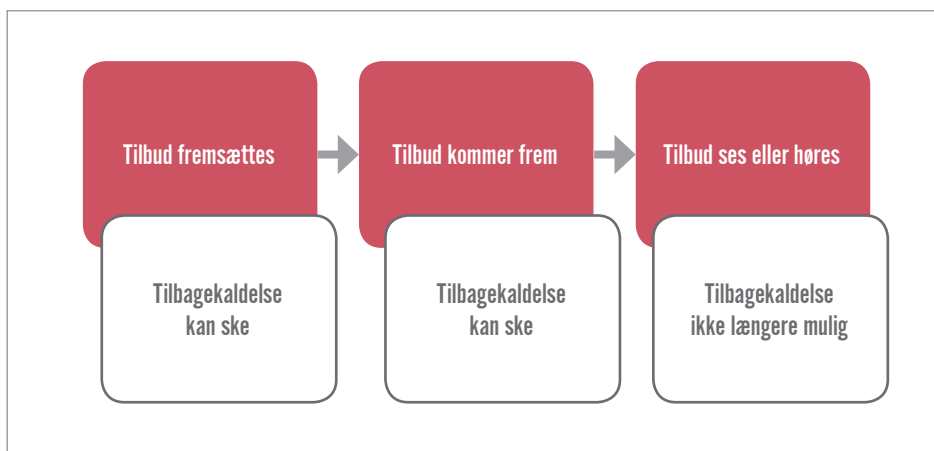 Tilbud fremsættes
Tilbud kommer frem
Tilbud ses eller høres
Tilbagekaldelse
kan ske
Tilbagekaldelse
kan ske
Tilbagekaldelse
ikke længere mulig